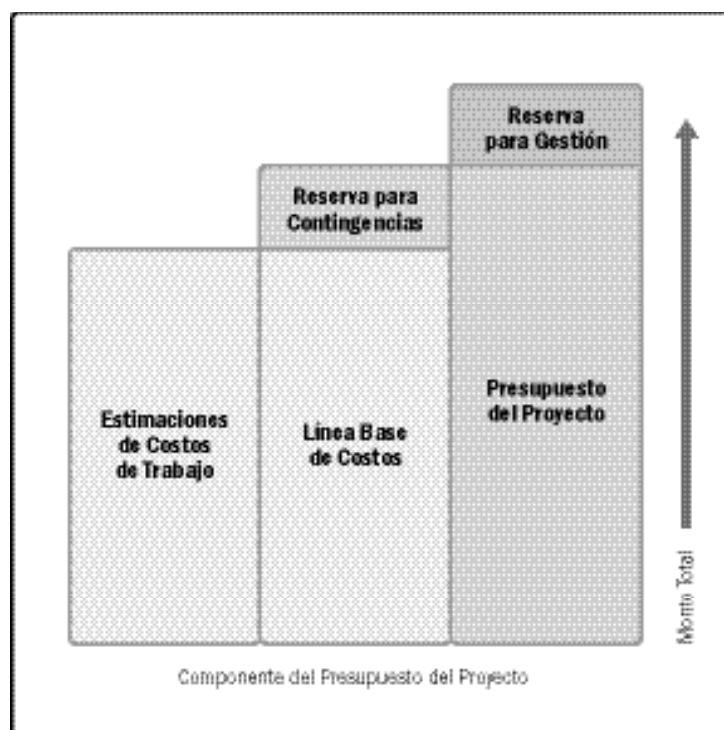 Reserva
para Gestión
Reserva para
Contingencias
Estimaciones
de Costos
de Trabajo
Línea Base
de Costos
Presupuesto
del Proyecto
Monto Total
Componente del Presupuesto del Proyecto